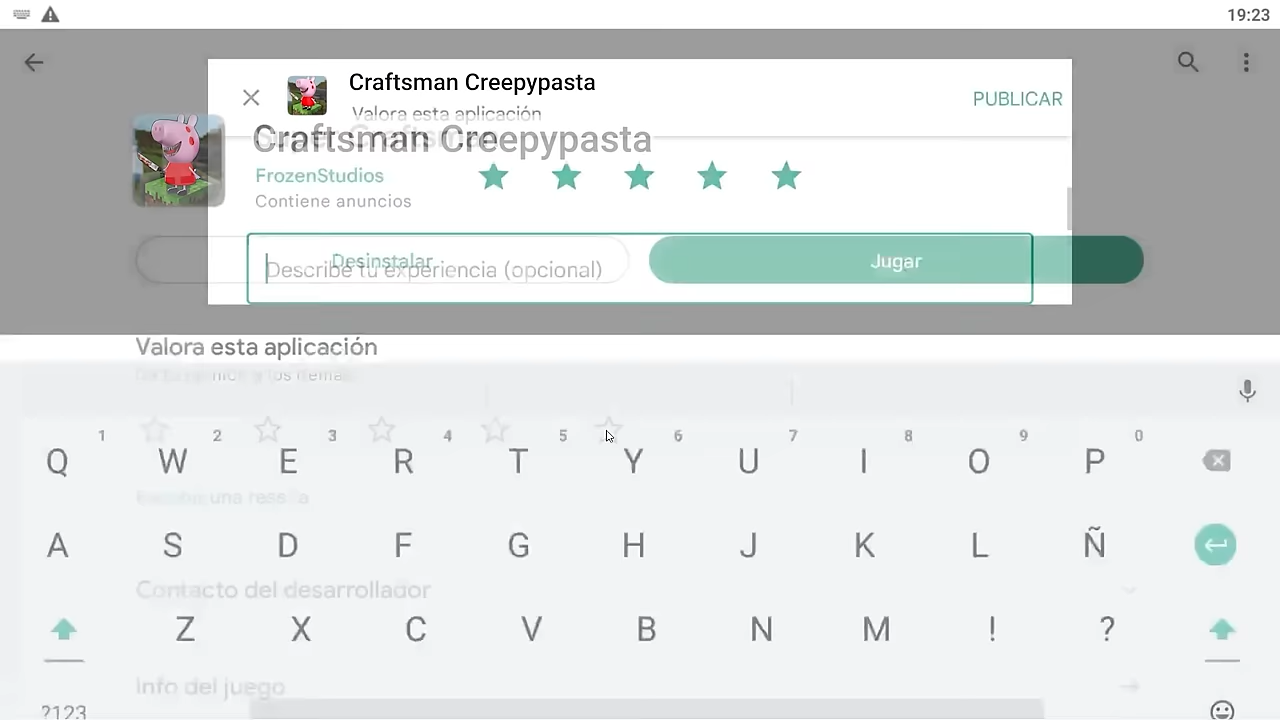 19:23
Craftsman Creepypasta
Valora esta aplicación
PUBLICAR
Craftsman Creepypasta
FrozenStudios
Contiene anuncios
Desinstalar
Jugar
Describe tu experiencia (opcional)
Valora esta aplicación
1 2 3 4 5 6 7 8 9 0
Q W E R T Y U I O P
una
A S D F G H J K L Ñ
Contacto del desarrollador
Z X C V B N M ! ?
Info del juego
?123